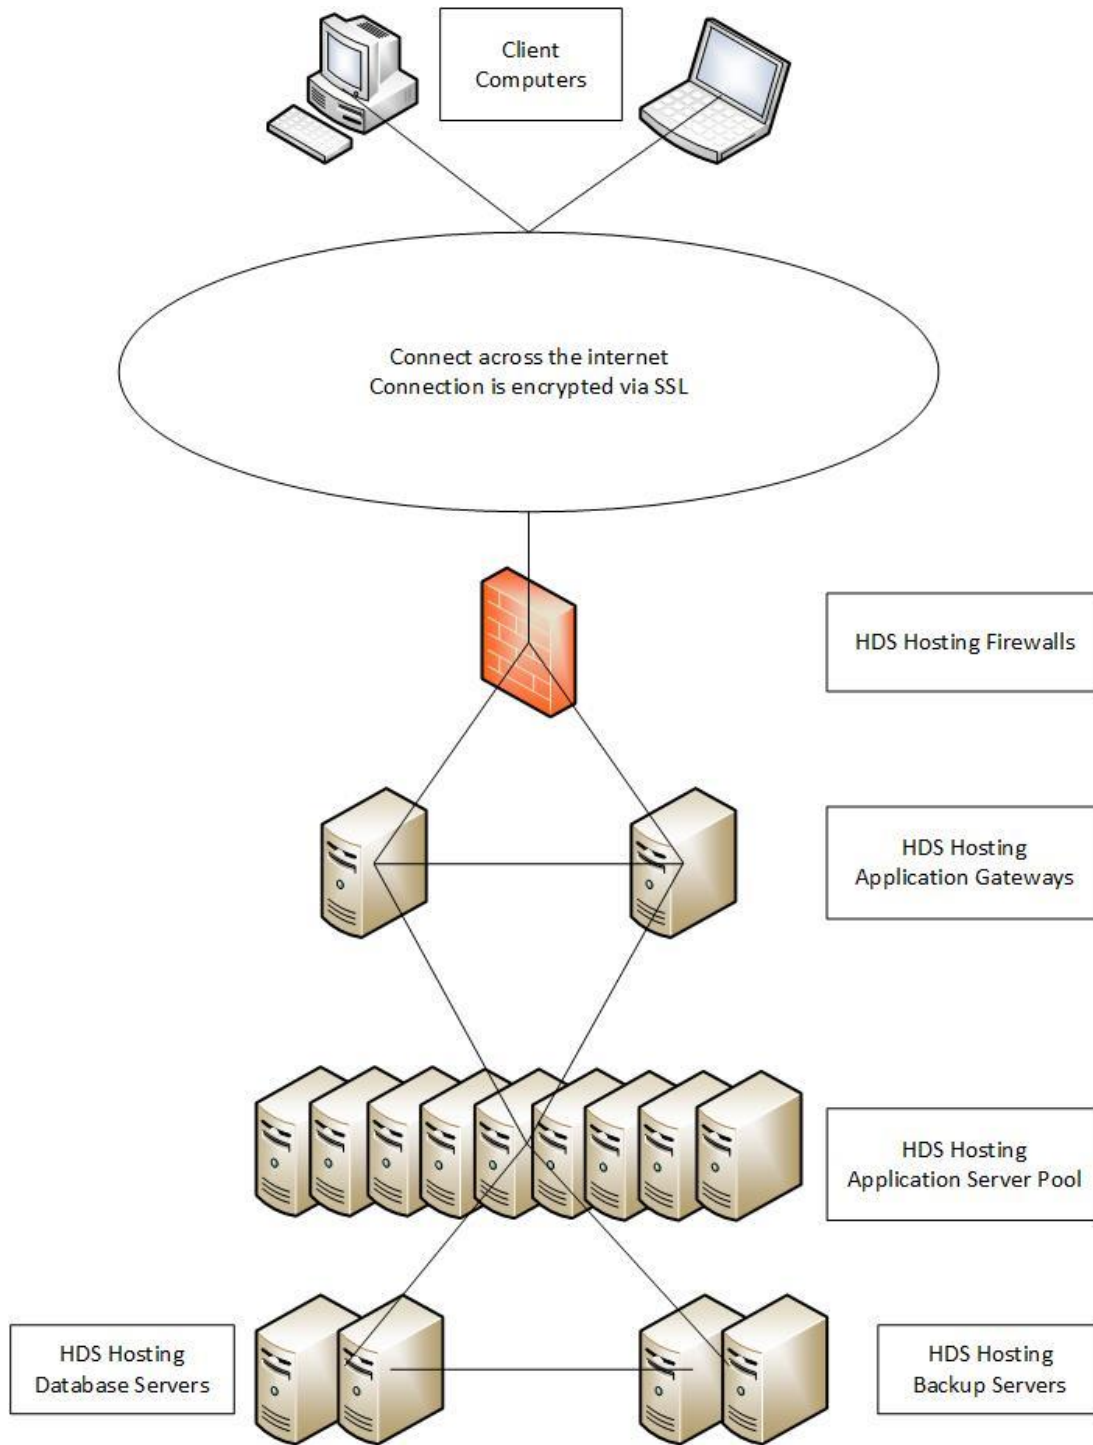 Client
Computers
Connect across the internet
Connection is encrypted via SSL
HDS Hosting Firewalls
HDS Hosting
Application Gateways
HDS Hosting
Application Server Pool
HDS Hosting
Database Servers
HDS Hosting
Backup Servers